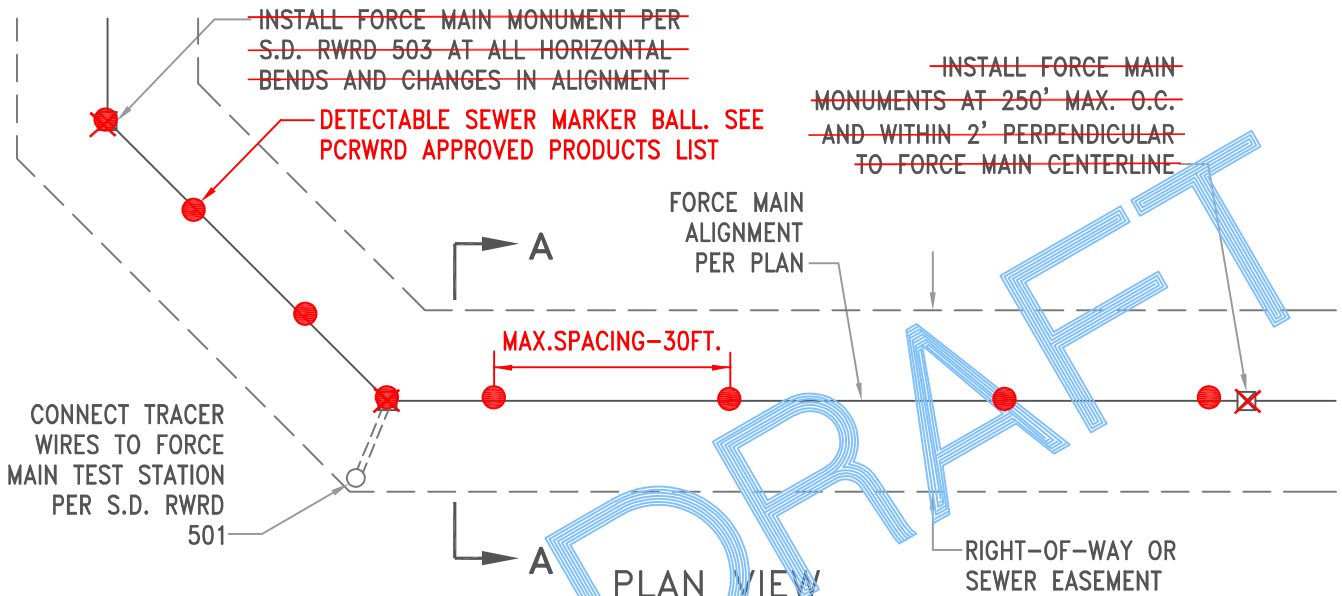 INSTALL FORCE MAIN MONUMENT PER
S.D. RWRD 503 AT ALL HORIZONTAL
BENDS AND CHANGES IN ALIGNMENT
DETECTABLE SEWER MARKER BALL. SEE
PCRWRD APPROVED PRODUCTS LIST
INSTALL FORCE MAIN
MONUMENTS AT 250' MAX. O.C.
AND WITHIN 2' PERPENDICULAR
TO FORCE MAIN CENTERLINE
FORCE MAIN
ALIGNMENT
PER PLAN
A
MAX.SPACING-30FT.
CONNECT TRACER
WIRES TO FORCE
MAIN TEST STATION
PER S.D. RWRD
501
A
RIGHT-OF-WAY OR
SEWER EASEMENT
PLAN VIEW
DRAFT